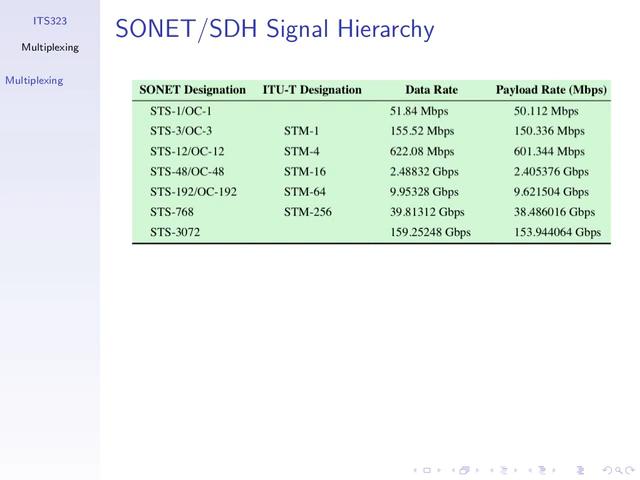 ITS323
Multiplexing
Multiplexing
SONET/SDH Signal Hierarchy
SONET Designation ITU-T Designation Data Rate Payload Rate (Mbps)
STS-1/OC-1 51.84 Mbps 50.112 Mbps
STS-3/OC-3 STM-1 155.52 Mbps 150.336 Mbps
STS-12/OC-12 STM-4 622.08 Mbps 601.344 Mbps
STS-48/OC-48 STM-16 2.48832 Gbps 2.405376 Gbps
STS-192/OC-192 STM-64 9.95328 Gbps 9.621504 Gbps
STS-768 STM-256 39.81312 Gbps 38.486016 Gbps
STS-3072 159.25248 Gbps 153.944064 Gbps